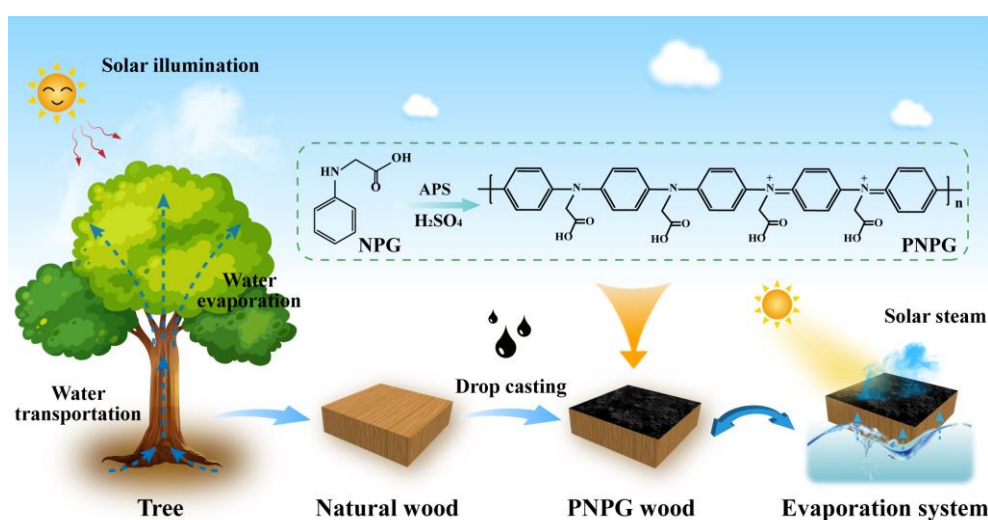 Solar illumination
OH
HN
O
APS
H₂SO₄
NPG
N
N
N
+
N
+
n
O
HO
O
HO
O
HO
O
HO
PNPG
Water
evaporation
Water
transportation
Drop casting
Solar steam
Tree
Natural wood
PNPG wood
Evaporation system